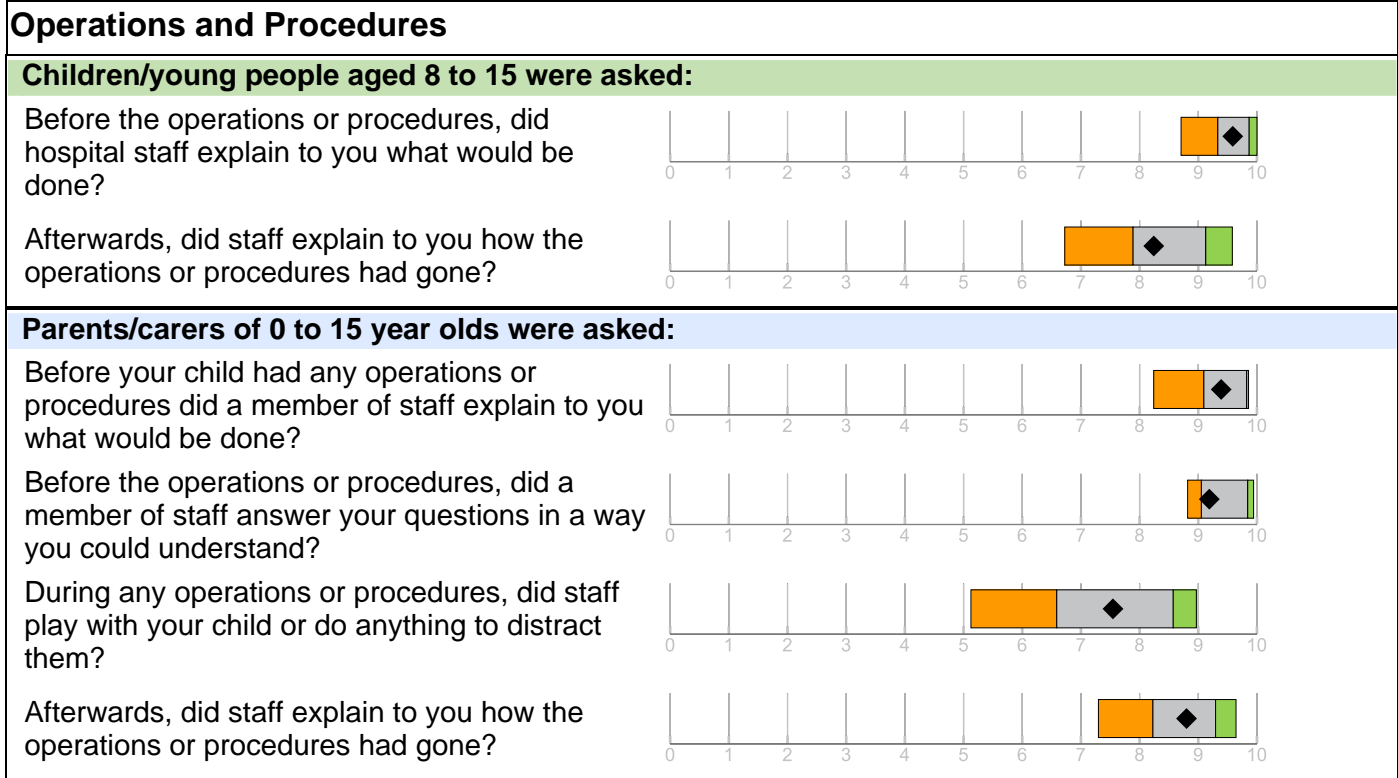 Operations and Procedures
Children/young people aged 8 to 15 were asked:
Before the operations or procedures, did
hospital staff explain to you what would be
done?
0 1 2 3 4 5 6 7 8 9 10
Afterwards, did staff explain to you how the
operations or procedures had gone?
0 1 2 3 4 5 6 7 8 9 10
Parents/carers of 0 to 15 year olds were asked:
Before your child had any operations or
procedures did a member of staff explain to you
what would be done?
0 1 2 3 4 5 6 7 8 9 10
Before the operations or procedures, did a
member of staff answer your questions in a way
you could understand?
0 1 2 3 4 5 6 7 8 9 10
During any operations or procedures, did staff
play with your child or do anything to distract
them?
0 1 2 3 4 5 6 7 8 9 10
Afterwards, did staff explain to you how the
operations or procedures had gone?
0 1 2 3 4 5 6 7 8 9 10